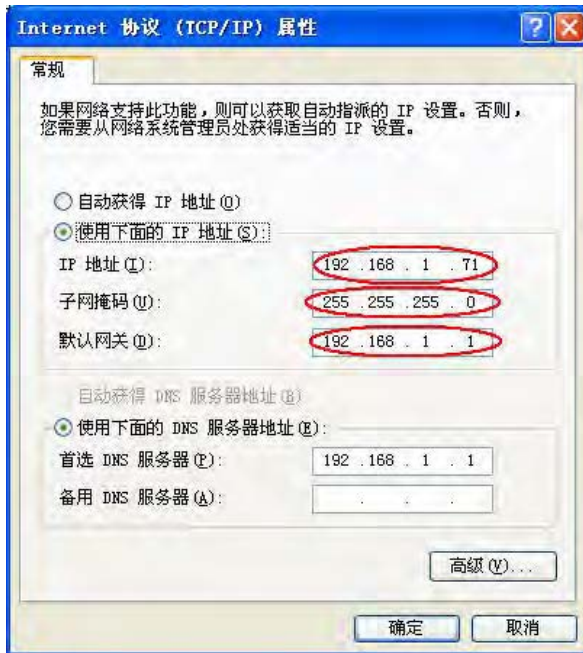 Internet 协议 (TCP/IP) 属性
常规
如果网络支持此功能，则可以获取自动指派的 IP 设置。否则，
您需要从网络系统管理员处获得适当的 IP 设置。
自动获得 IP 地址(O)
使用下面的 IP 地址(S):
IP 地址(I): 192 .168 . 1 . 71
子网掩码(U): 255 .255 .255 . 0
默认网关(D): 192 .168 . 1 . 1
自动获得 DNS 服务器地址(B)
使用下面的 DNS 服务器地址(E):
首选 DNS 服务器(P): 192 .168 . 1 . 1
备用 DNS 服务器(A): . . .
高级(V)...
确定 取消